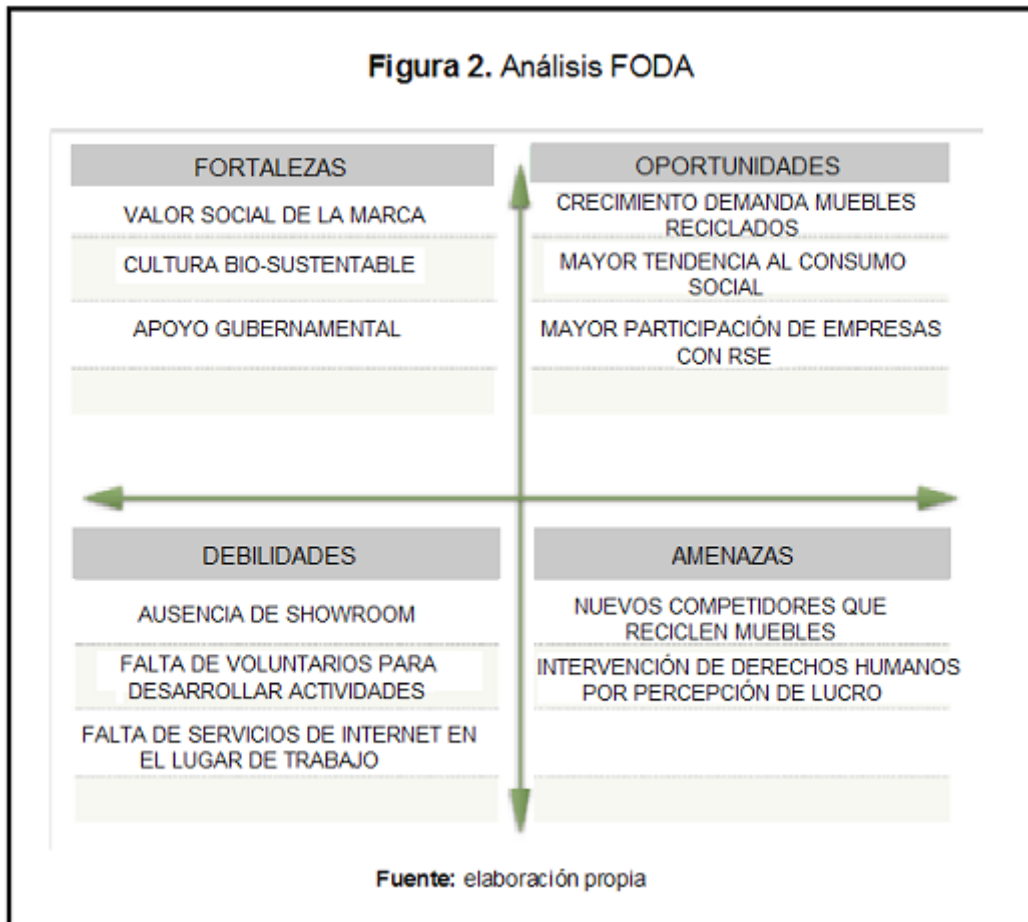 Figura 2. Análisis FODA
FORTALEZAS
VALOR SOCIAL DE LA MARCA
CULTURA BIO-SUSTENTABLE
APOYO GUBERNAMENTAL
OPORTUNIDADES
CRECIMIENTO DEMANDA MUEBLES
RECICLADOS
MAYOR TENDENCIA AL CONSUMO
SOCIAL
MAYOR PARTICIPACIÓN DE EMPRESAS
CON RSE
DEBILIDADES
AUSENCIA DE SHOWROOM
FALTA DE VOLUNTARIOS PARA
DESARROLLAR ACTIVIDADES
FALTA DE SERVICIOS DE INTERNET EN
EL LUGAR DE TRABAJO
AMENAZAS
NUEVOS COMPETIDORES QUE
RECICLEN MUEBLES
INTERVENCIÓN DE DERECHOS HUMANOS
POR PERCEPCIÓN DE LUCRO
Fuente: elaboración propia